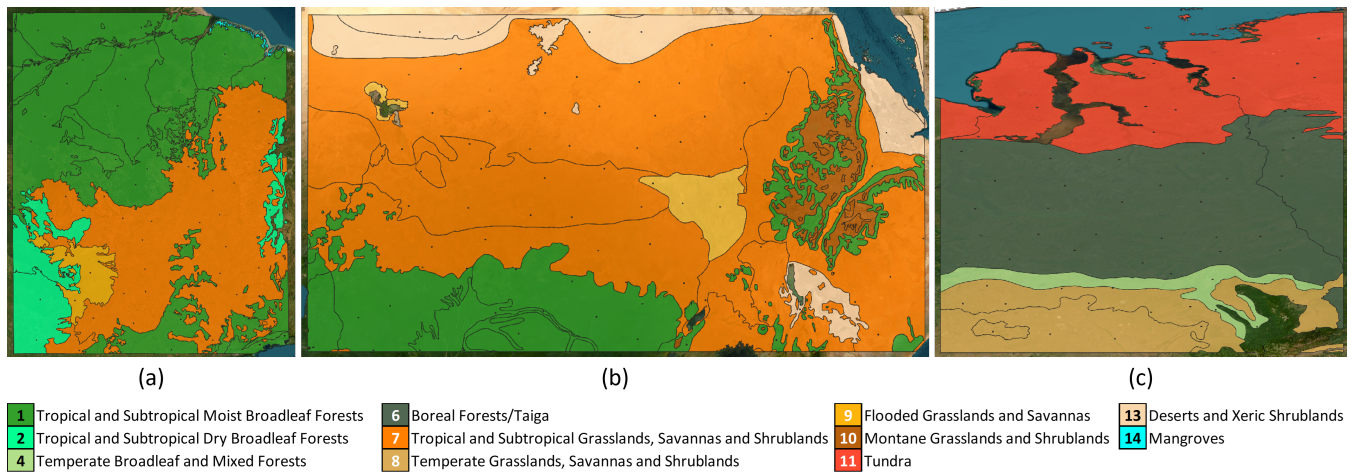 (a) (b) (c)
1 Tropical and Subtropical Moist Broadleaf Forests 6 Boreal Forests/Taiga 9 Flooded Grasslands and Savannas 13 Deserts and Xeric Shrublands
2 Tropical and Subtropical Dry Broadleaf Forests 7 Tropical and Subtropical Grasslands, Savannas and Shrublands 10 Montane Grasslands and Shrublands 14 Mangroves
4 Temperate Broadleaf and Mixed Forests 8 Temperate Grasslands, Savannas and Shrublands 11 Tundra